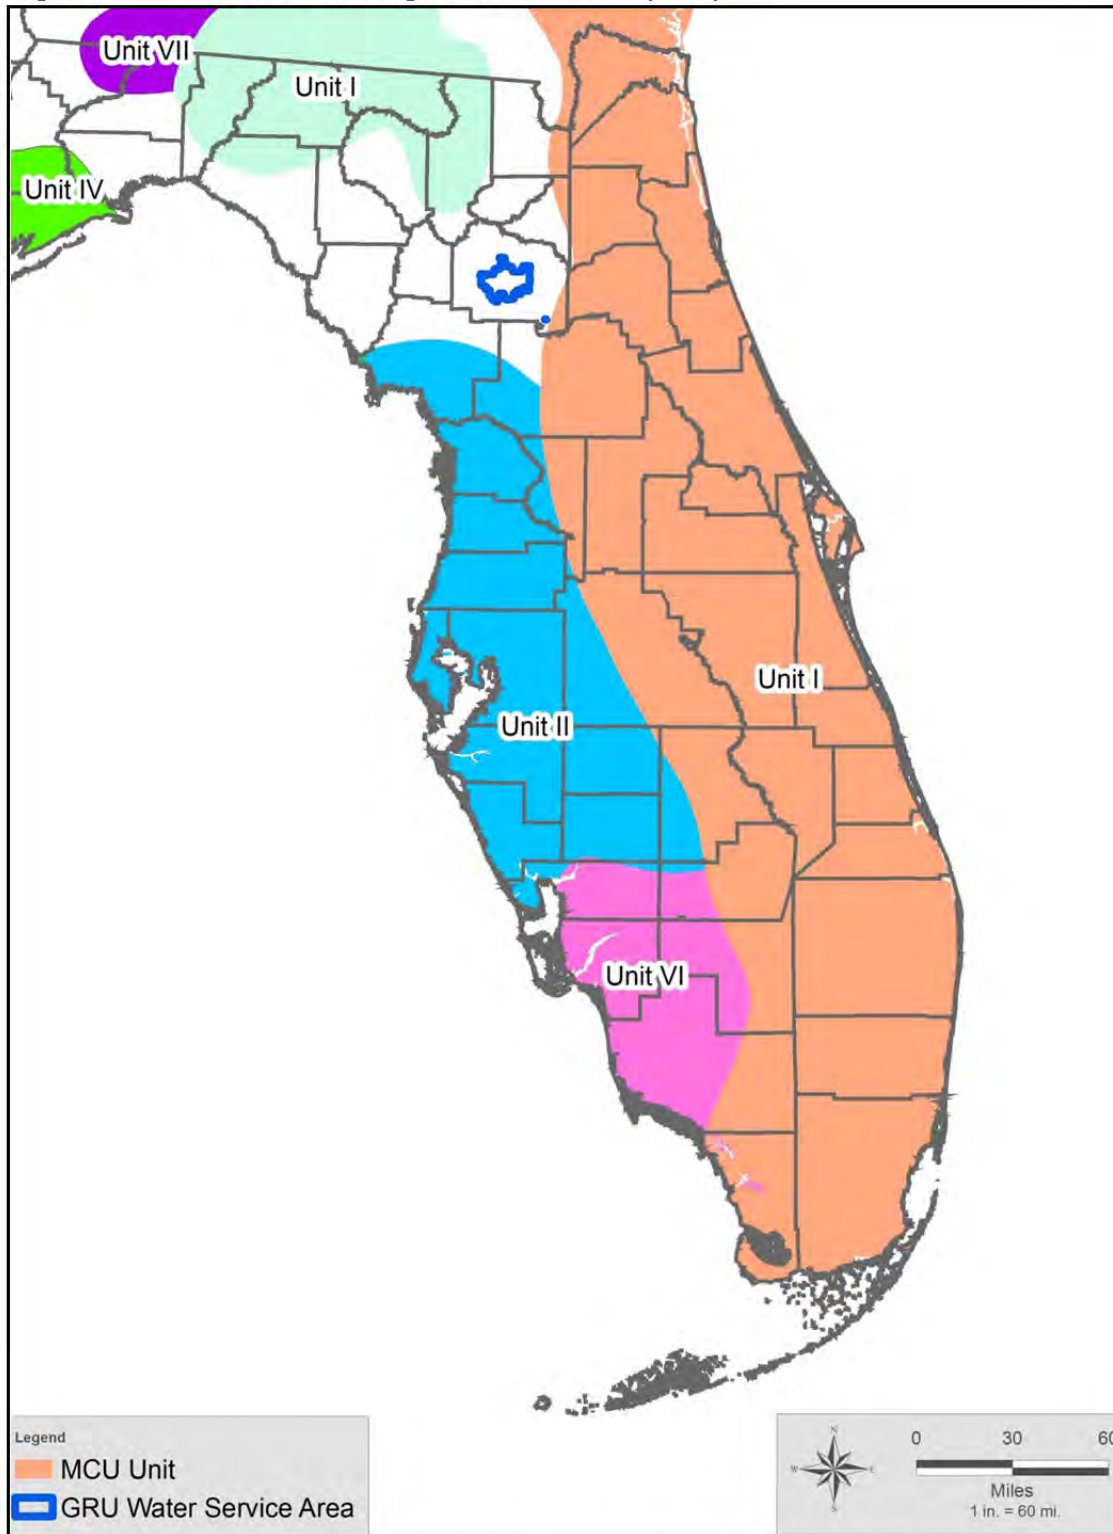 Unit VII
Unit I
Unit IV
Unit I
Unit II
Unit VI
Legend
MCU Unit
GRU Water Service Area
N
W
E
S
0 30 60
Miles
1 in. = 60 mi.